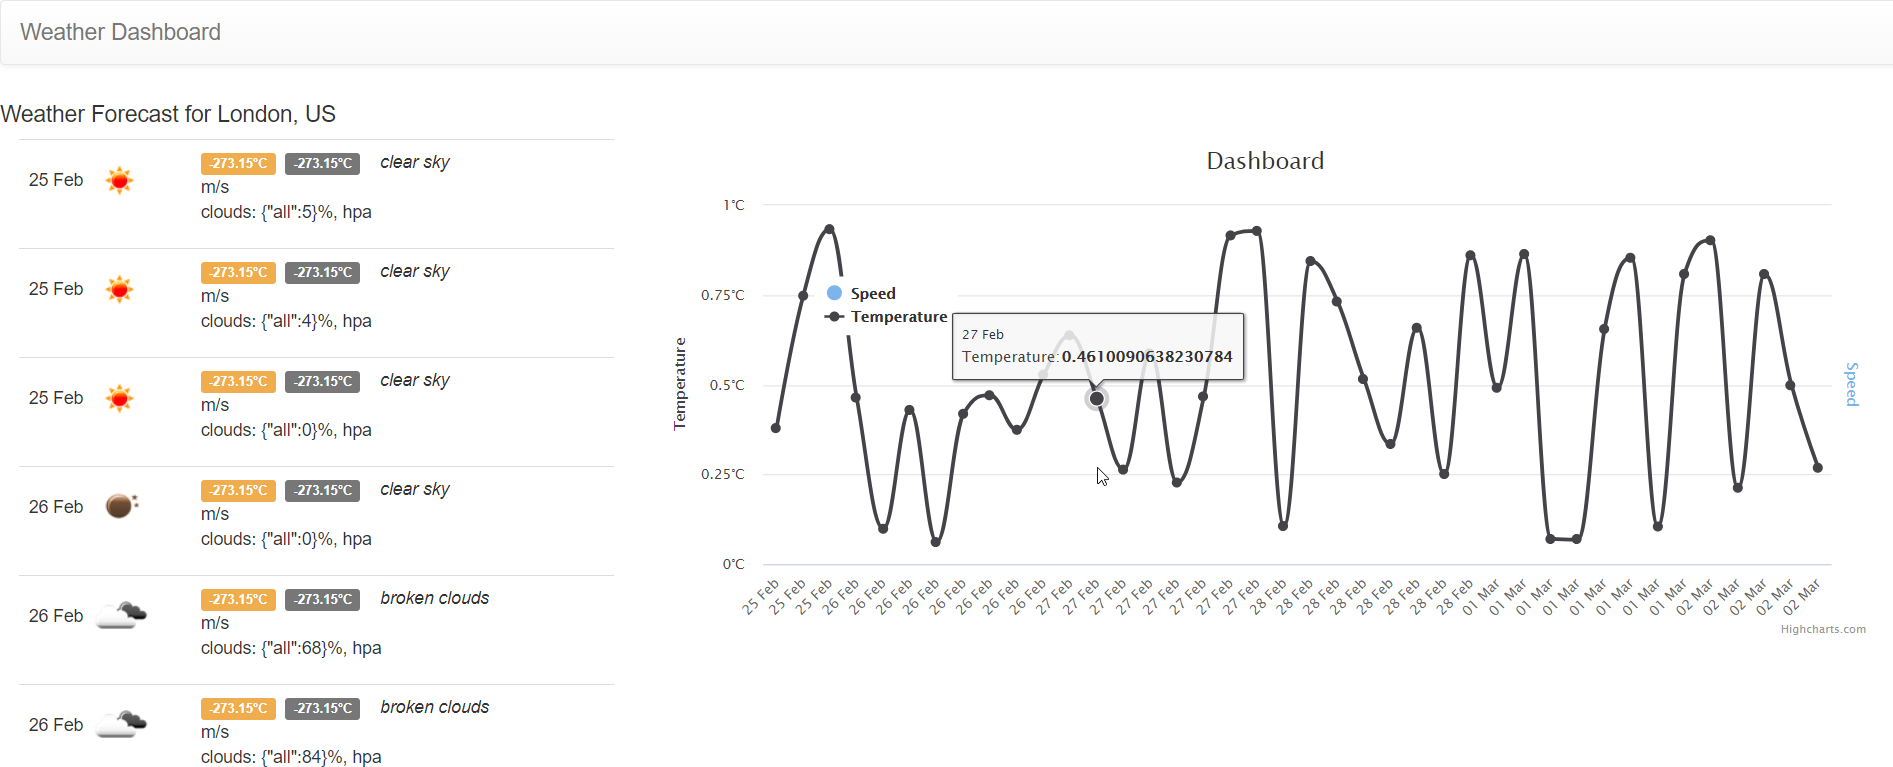 Weather Dashboard
Weather Forecast for London, US
25 Feb
-273.15°C -273.15°C clear sky
m/s
clouds: {"all":5}%, hpa
25 Feb
-273.15°C -273.15°C clear sky
m/s
clouds: {"all":4}%, hpa
25 Feb
-273.15°C -273.15°C clear sky
m/s
clouds: {"all":0}%, hpa
26 Feb
-273.15°C -273.15°C clear sky
m/s
clouds: {"all":0}%, hpa
26 Feb
-273.15°C -273.15°C broken clouds
m/s
clouds: {"all":68}%, hpa
26 Feb
-273.15°C -273.15°C broken clouds
m/s
clouds: {"all":84}%, hpa
Dashboard
Temperature
1°C
0.75°C
0.5°C
0.25°C
0°C
Speed
Temperature
27 Feb
Temperature: 0.4610090638230784
Speed
25 Feb 25 Feb 25 Feb 26 Feb 26 Feb 26 Feb 26 Feb 26 Feb 26 Feb 26 Feb 26 Feb 27 Feb 27 Feb 27 Feb 27 Feb 27 Feb 27 Feb 27 Feb 27 Feb 28 Feb 28 Feb 28 Feb 28 Feb 28 Feb 28 Feb 28 Feb 28 Feb 01 Mar 01 Mar 01 Mar 01 Mar 01 Mar 01 Mar 01 Mar 01 Mar 02 Mar 02 Mar 02 Mar 02 Mar 02 Mar
Highcharts.com